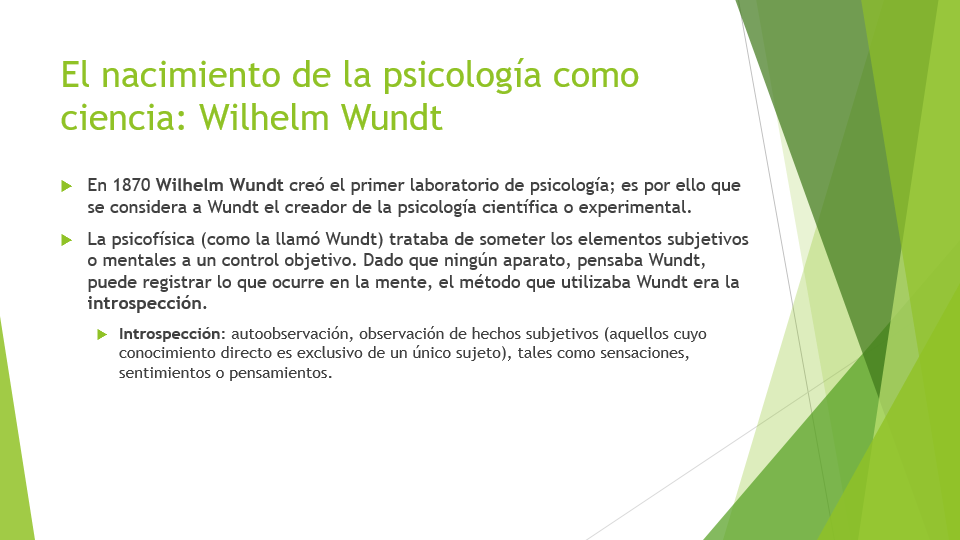 El nacimiento de la psicología como
ciencia: Wilhelm Wundt
En 1870 Wilhelm Wundt creó el primer laboratorio de psicología; es por ello que
se considera a Wundt el creador de la psicología científica o experimental.
La psicofísica (como la llamó Wundt) trataba de someter los elementos subjetivos
o mentales a un control objetivo. Dado que ningún aparato, pensaba Wundt,
puede registrar lo que ocurre en la mente, el método que utilizaba Wundt era la
introspección.
Introspección: autoobservación, observación de hechos subjetivos (aquellos cuyo
conocimiento directo es exclusivo de un único sujeto), tales como sensaciones,
sentimientos o pensamientos.